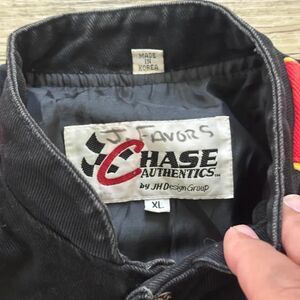 MADE
IN
KOREA
J FAVORS
CHASE
AUTHENTICS
by JH Design Group
XL